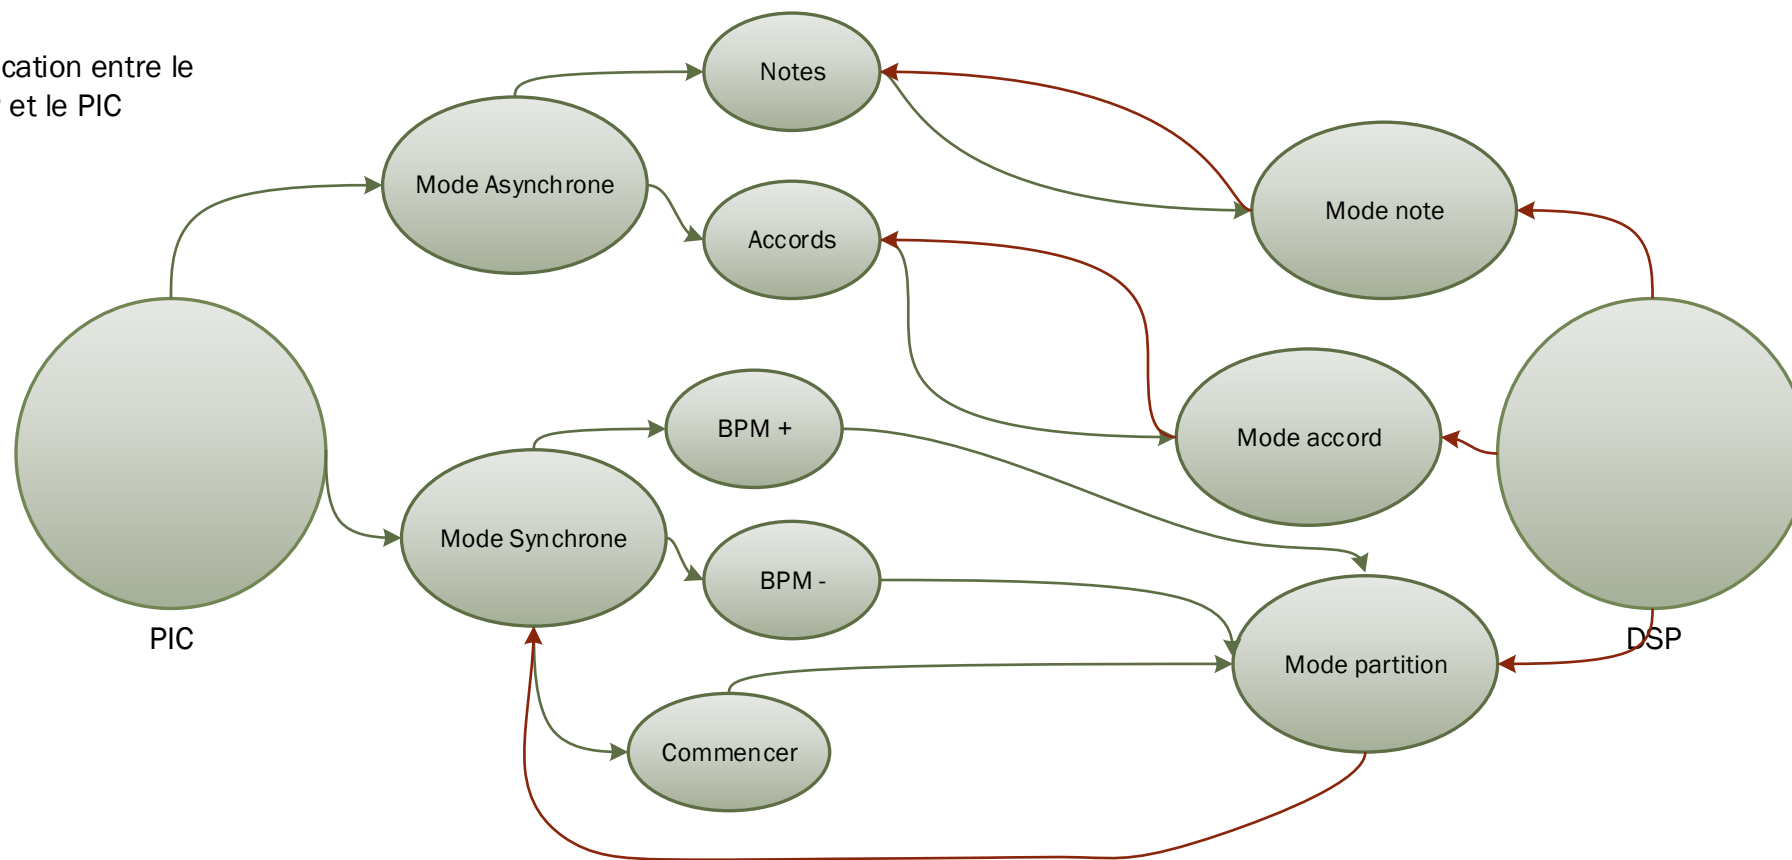 cation entre le
et le PIC
Notes
Mode Asynchrone
Mode note
Accords
BPM +
Mode accord
Mode Synchrone
BPM -
PIC
DSP
Mode partition
Commencer